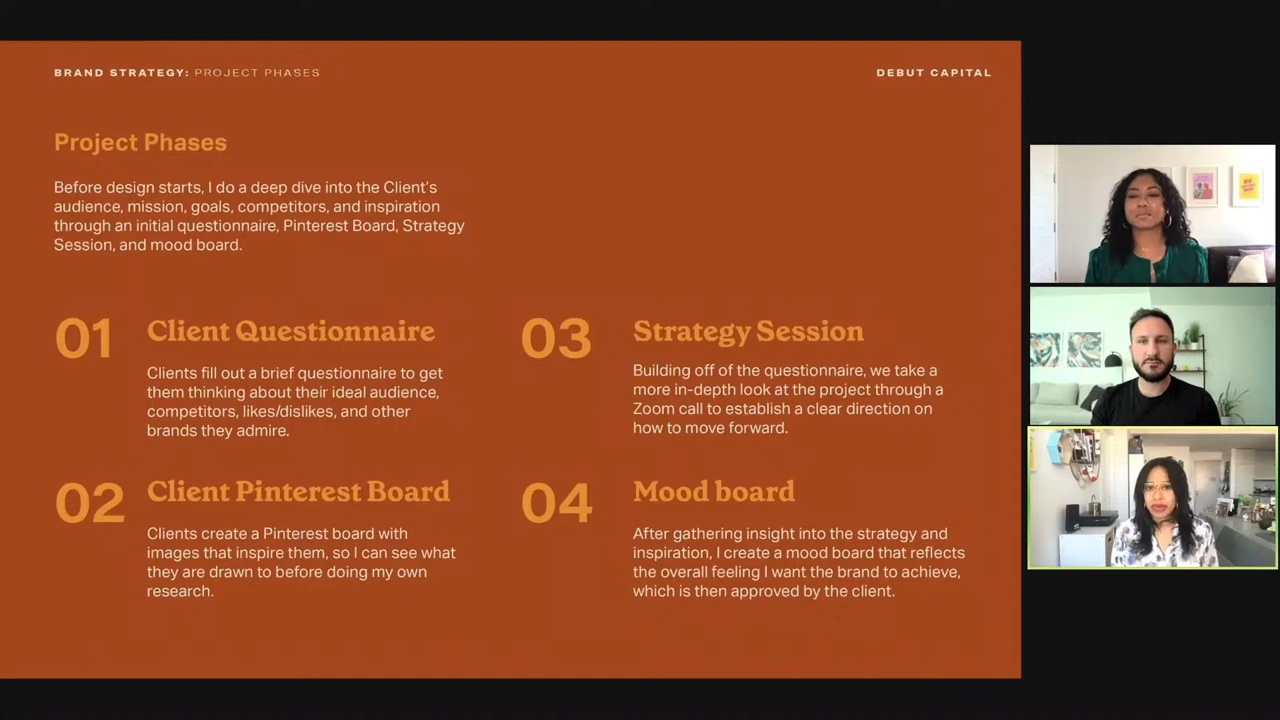 BRAND STRATEGY: PROJECT PHASES
DEBUT CAPITAL
Project Phases
Before design starts, I do a deep dive into the Client's
audience, mission, goals, competitors, and inspiration
through an initial questionnaire, Pinterest Board, Strategy
Session, and mood board.
01
Client Questionnaire
Clients fill out a brief questionnaire to get
them thinking about their ideal audience,
competitors, likes/dislikes, and other
brands they admire.
02
Client Pinterest Board
Clients create a Pinterest board with
images that inspire them, so I can see what
they are drawn to before doing my own
research.
03
Strategy Session
Building off of the questionnaire, we take a
more in-depth look at the project through a
Zoom call to establish a clear direction on
how to move forward.
04
Mood board
After gathering insight into the strategy and
inspiration, I create a mood board that reflects
the overall feeling I want the brand to achieve,
which is then approved by the client.